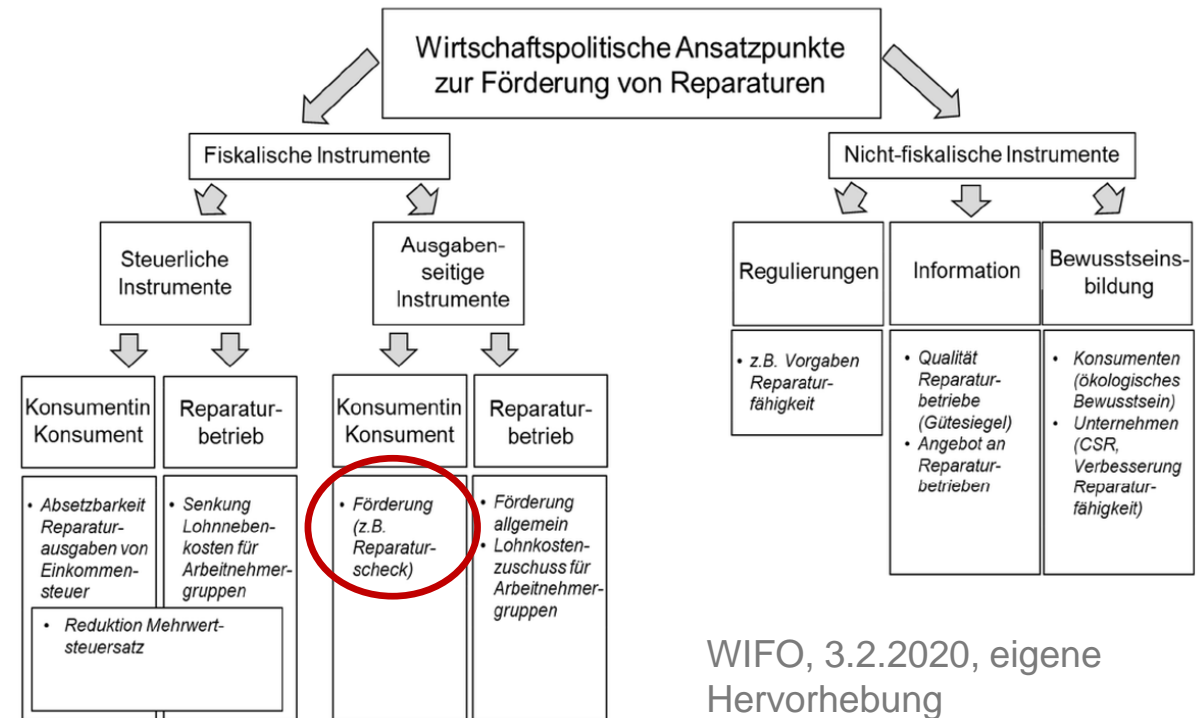 Wirtschaftspolitische Ansatzpunkte
zur Förderung von Reparaturen
Fiskalische Instrumente
Nicht-fiskalische Instrumente
Steuerliche
Instrumente
Ausgaben-
seitige
Instrumente
Regulierungen
Information
Bewusstseins-
bildung
• z.B. Vorgaben
Reparatur-
fähigkeit
• Qualität
Reparatur-
betriebe
(Gütesiegel)
• Angebot an
Reparatur-
betrieben
• Konsumenten
(ökologisches
Bewusstsein)
• Unternehmen
(CSR,
Verbesserung
Reparatur-
fähigkeit)
Konsumentin
Konsument
Reparatur-
betrieb
Konsumentin
Konsument
Reparatur-
betrieb
• Absetzbarkeit
Reparatur-
ausgaben von
Einkommen-
steuer
• Senkung
Lohnneben-
kosten für
Arbeitnehmer-
gruppen
• Reduktion Mehrwert-
steuersatz
• Förderung
(z.B.
Reparatur-
scheck)
• Förderung
allgemein
• Lohnkosten-
zuschuss für
Arbeitnehmer-
gruppen
WIFO, 3.2.2020, eigene
Hervorhebung